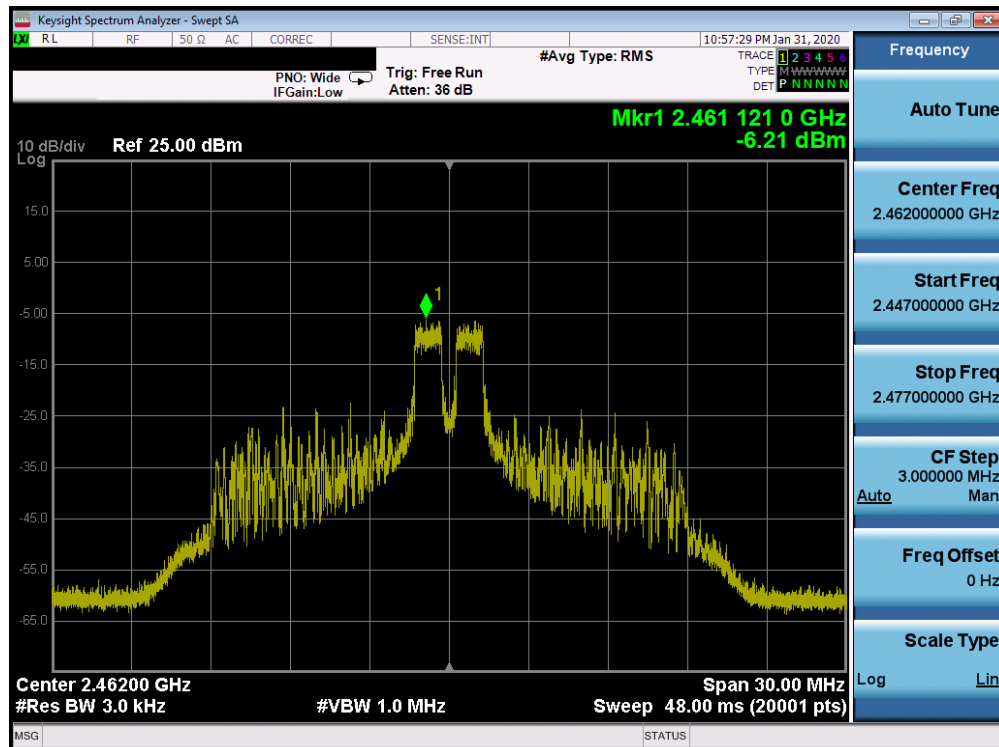 Keysight Spectrum Analyzer - Swept SA
LXI RL RF 50 Ω AC CORREC SENSE:INT 10:57:29 PM Jan 31, 2020
#Avg Type: RMS TRACE 1 2 3 4 5 6
PNO: Wide Trig: Free Run TYPE M WWWWW
IFGain:Low Atten: 36 dB DET P N N N N N
Mkr1 2.461 121 0 GHz
-6.21 dBm
10 dB/div Ref 25.00 dBm
Log
1
15.0
5.00
-5.00
-15.0
-25.0
-35.0
-45.0
-55.0
-65.0
Center 2.46200 GHz Span 30.00 MHz
#Res BW 3.0 kHz #VBW 1.0 MHz Sweep 48.00 ms (20001 pts)
MSG STATUS
Frequency
Auto Tune
Center Freq
2.462000000 GHz
Start Freq
2.447000000 GHz
Stop Freq
2.477000000 GHz
CF Step
3.000000 MHz
Auto Man
Freq Offset
0 Hz
Scale Type
Log Lin